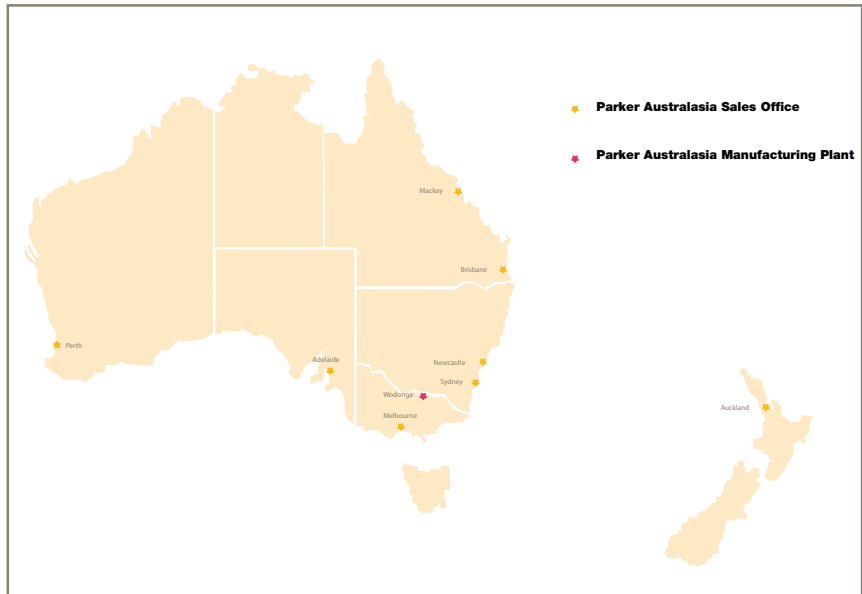 Parker Australasia Sales Office
Parker Australasia Manufacturing Plant
Mackay
Brisbane
Perth
Adelaide
Newcastle
Sydney
Wodonga
Melbourne
Auckland